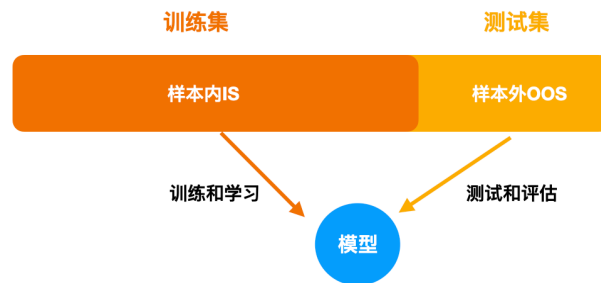 训练集
测试集
样本内IS
样本外OOS
训练和学习
测试和评估
模型